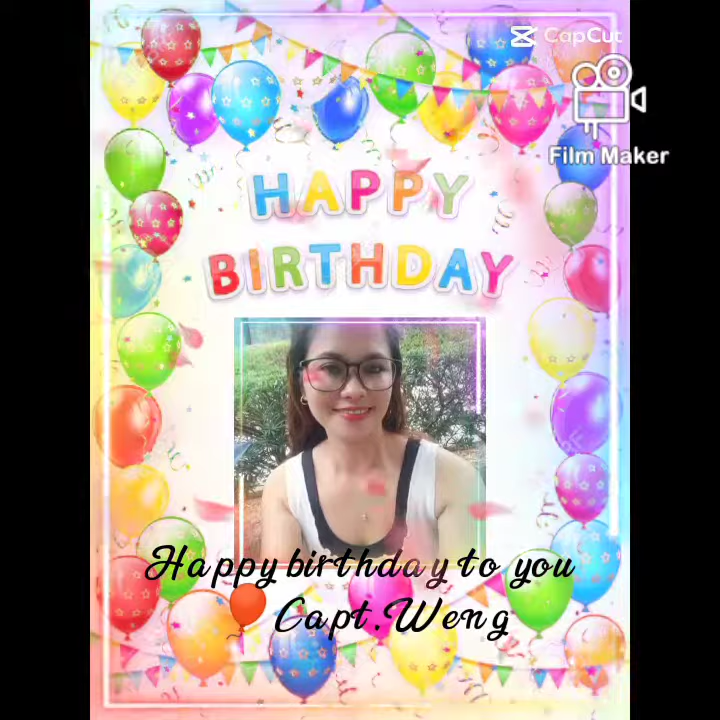 CapCut
Film Maker
HAPPY
BIRTHDAY
Happy birthday to you
Capt.Weng